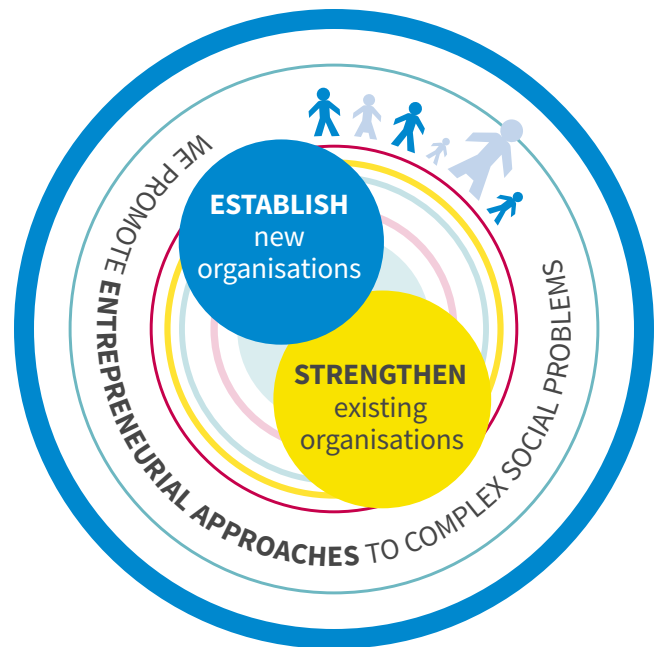 WE PROMOTE ENTREPRENEURIAL APPROACHES TO COMPLEX SOCIAL PROBLEMS
ESTABLISH
new
organisations
STRENGTHEN
existing
organisations